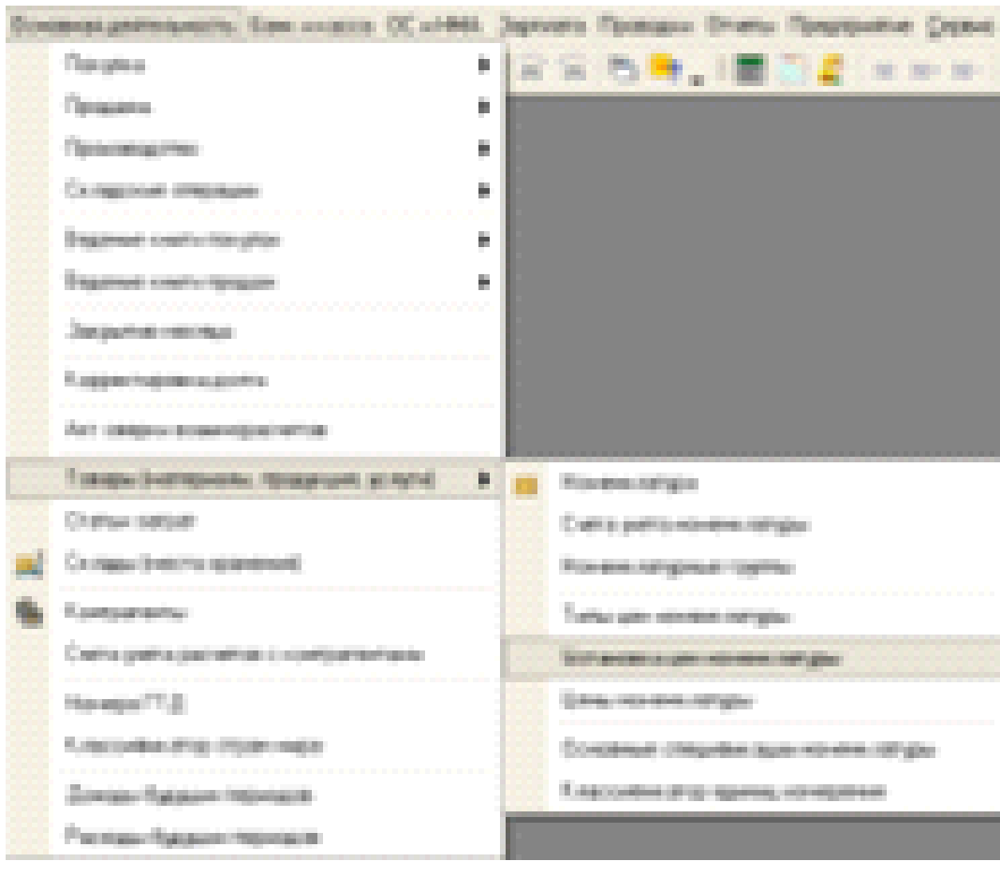 Основная деятельность Банк и касса ОС и НМА Зарплата Проводки Отчеты Предприятие Сервис
Покупка
Продажа
Производство
Складские операции
Ведение книги покупок
Ведение книги продаж
Закрытие месяца
Корректировка долга
Акт сверки взаиморасчетов
Товары (материалы, продукция, услуги)
Номенклатура
Счета учета номенклатуры
Номенклатурные группы
Типы цен номенклатуры
Установка цен номенклатуры
Цены номенклатуры
Основные спецификации номенклатуры
Классификатор единиц измерения
Статьи затрат
Склады (места хранения)
Контрагенты
Счета учета расчетов с контрагентами
Номера ГТД
Классификатор стран мира
Доходы будущих периодов
Расходы будущих периодов